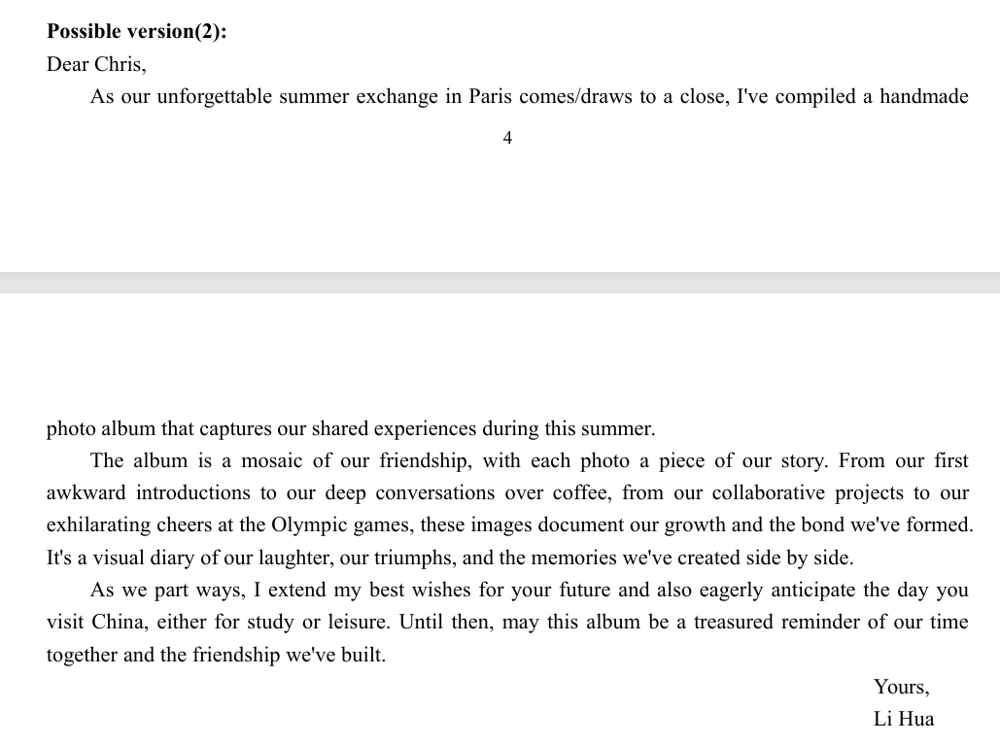 Possible version(2):
Dear Chris,
As our unforgettable summer exchange in Paris comes/draws to a close, I've compiled a handmade
4
photo album that captures our shared experiences during this summer.
The album is a mosaic of our friendship, with each photo a piece of our story. From our first
awkward introductions to our deep conversations over coffee, from our collaborative projects to our
exhilarating cheers at the Olympic games, these images document our growth and the bond we've formed.
It's a visual diary of our laughter, our triumphs, and the memories we've created side by side.
As we part ways, I extend my best wishes for your future and also eagerly anticipate the day you
visit China, either for study or leisure. Until then, may this album be a treasured reminder of our time
together and the friendship we've built.
Yours,
Li Hua